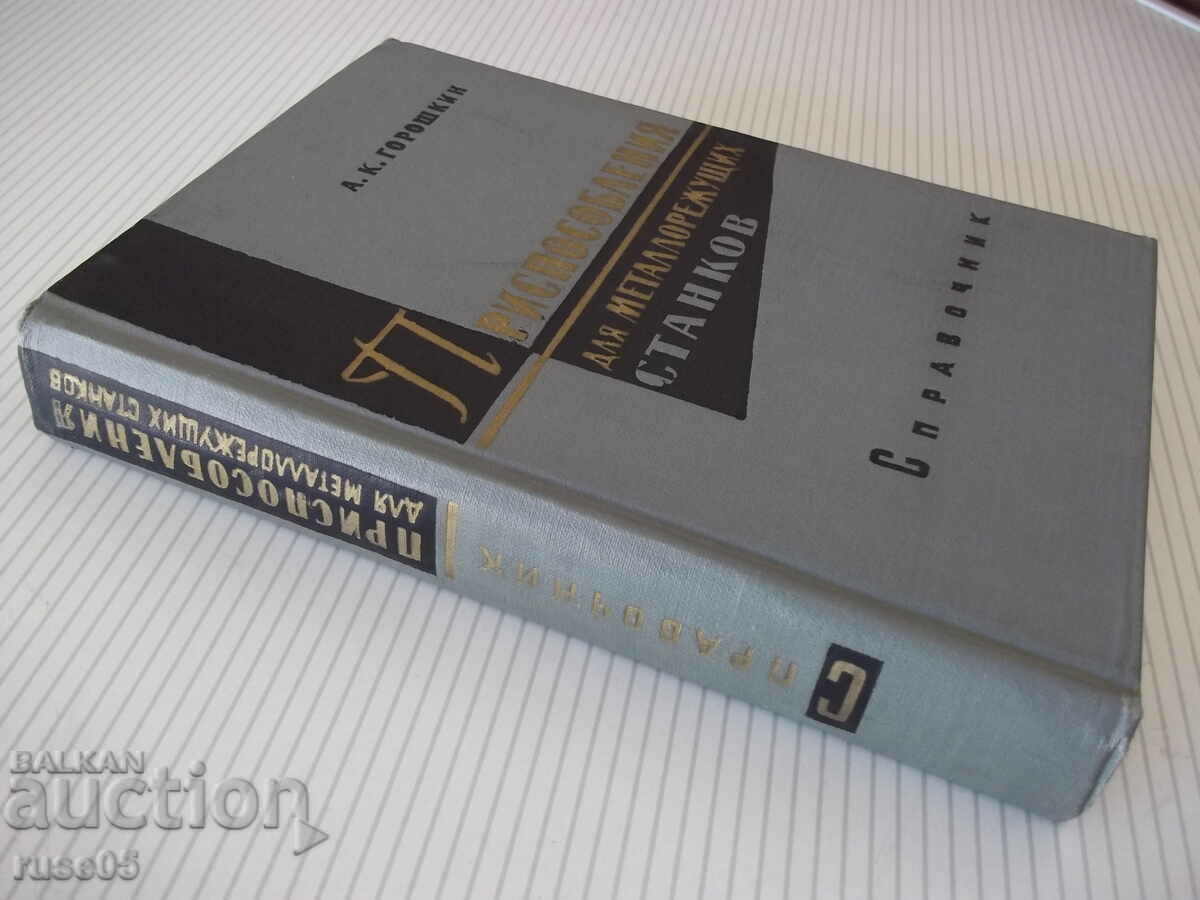 А. К. ГОРОШКИН
ПРИСПОСОБЛЕНИЯ
ДЛЯ МЕТАЛЛОРЕЖУЩИХ
СТАНКОВ
Справочник
ПРИСПОСОБЛЕНИЯ
ДЛЯ МЕТАЛЛОРЕЖУЩИХ СТАНКОВ
СПРАВОЧНИК
BALKAN
auction
ruse05